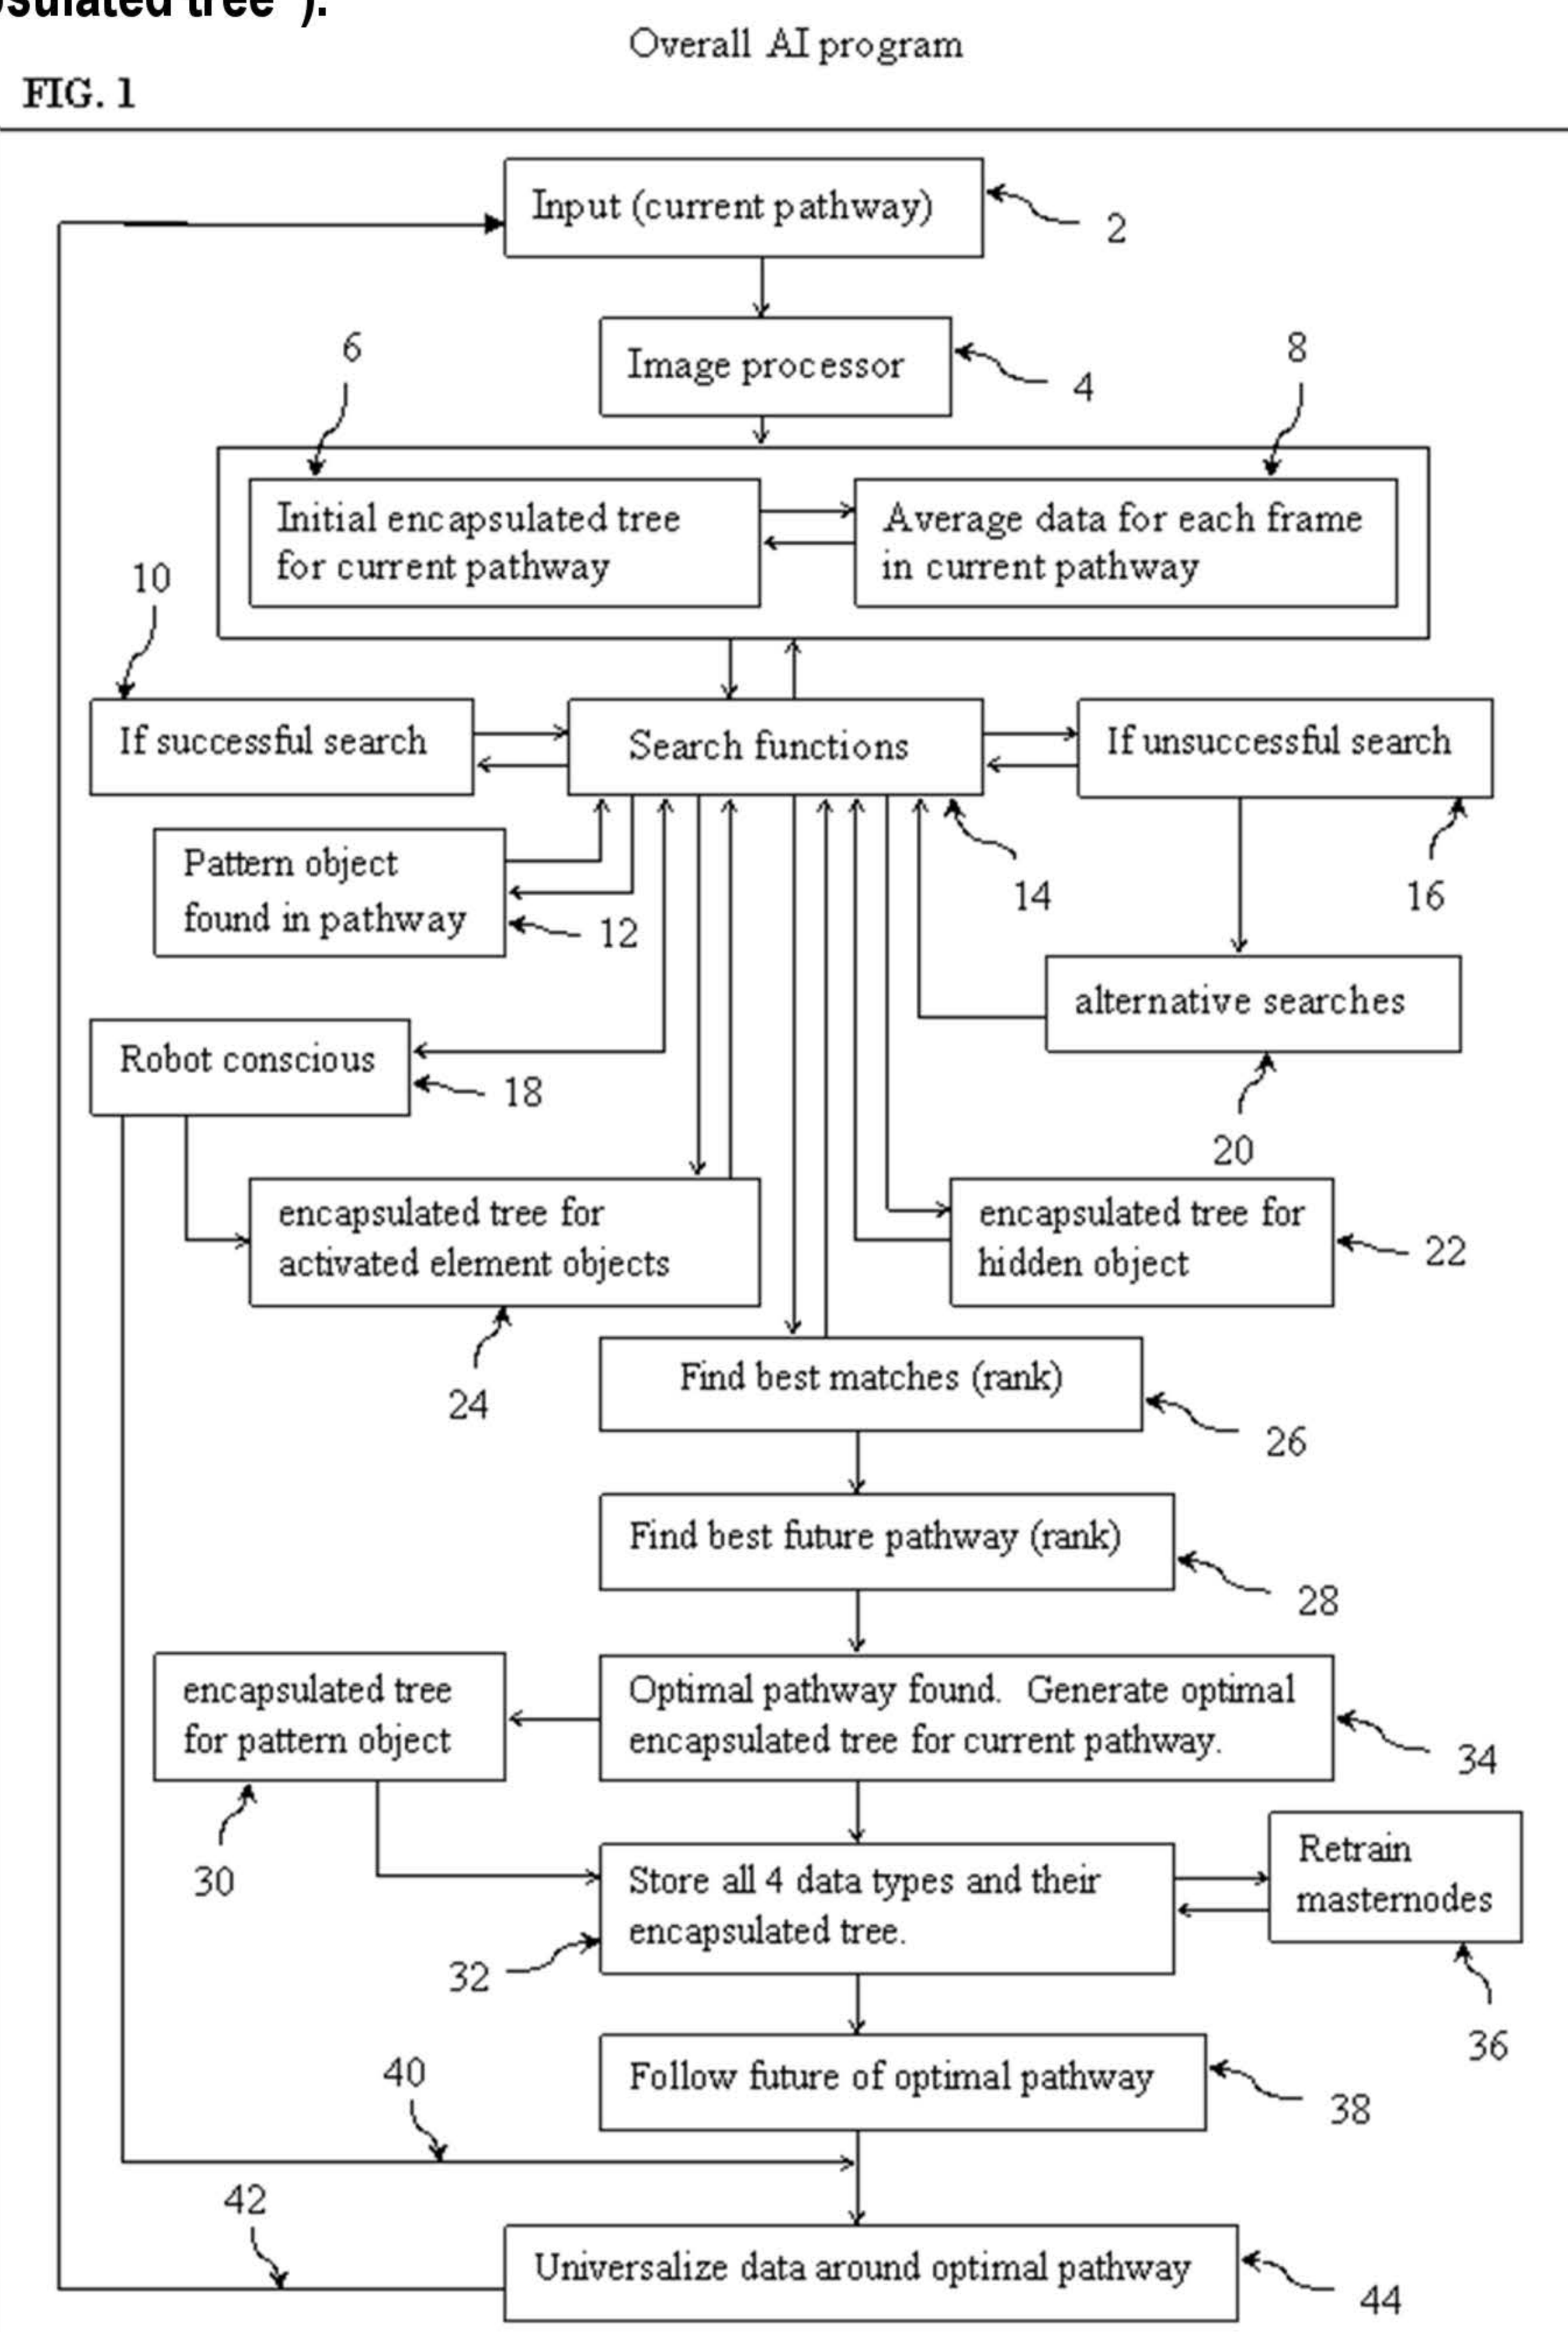 sulated tree").
Overall AI program
FIG. 1
Input (current pathway)
2
Image processor
4
6
8
Initial encapsulated tree
for current pathway
Average data for each frame
in current pathway
10
If successful search
Search functions
If unsuccessful search
Pattern object
found in pathway
12
14
16
alternative searches
Robot conscious
18
20
encapsulated tree for
activated element objects
encapsulated tree for
hidden object
22
24
Find best matches (rank)
26
Find best future pathway (rank)
28
encapsulated tree
for pattern object
Optimal pathway found. Generate optimal
encapsulated tree for current pathway.
34
30
Store all 4 data types and their
encapsulated tree.
Retrain
masternodes
32
36
Follow future of optimal pathway
38
40
42
Universalize data around optimal pathway
44